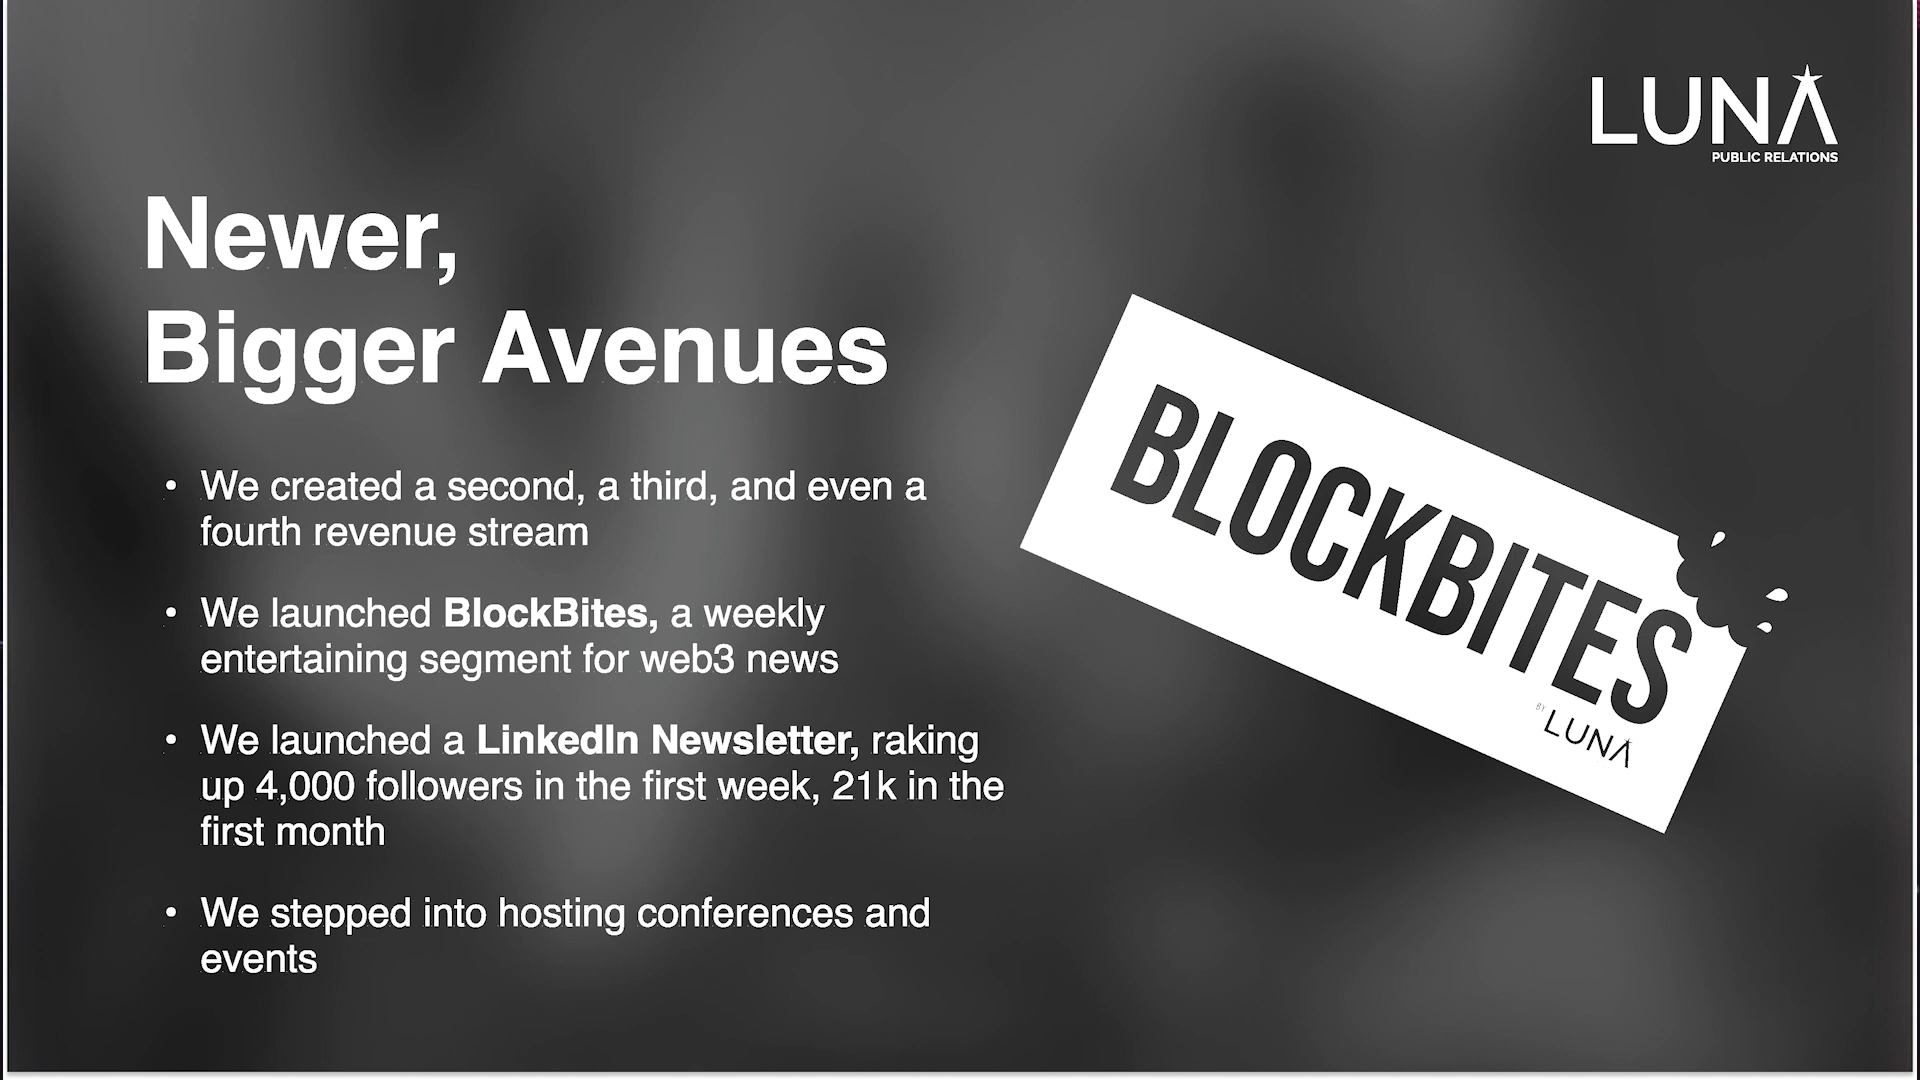 LUNA
PUBLIC RELATIONS
Newer,
Bigger Avenues
• We created a second, a third, and even a
fourth revenue stream
• We launched BlockBites, a weekly
entertaining segment for web3 news
• We launched a LinkedIn Newsletter, raking
up 4,000 followers in the first week, 21k in the
first month
• We stepped into hosting conferences and
events
BLOCKBITES
BY LUNA